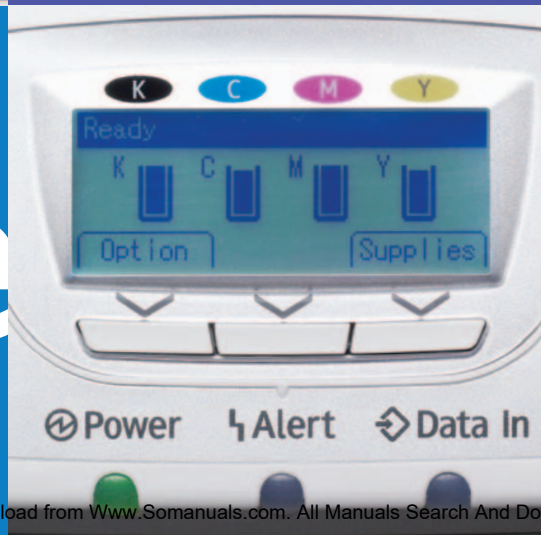 K C M Y
Ready
K C M Y
Option Supplies
Power Alert Data In
load from Www.Somanuals.com. All Manuals Search And Do